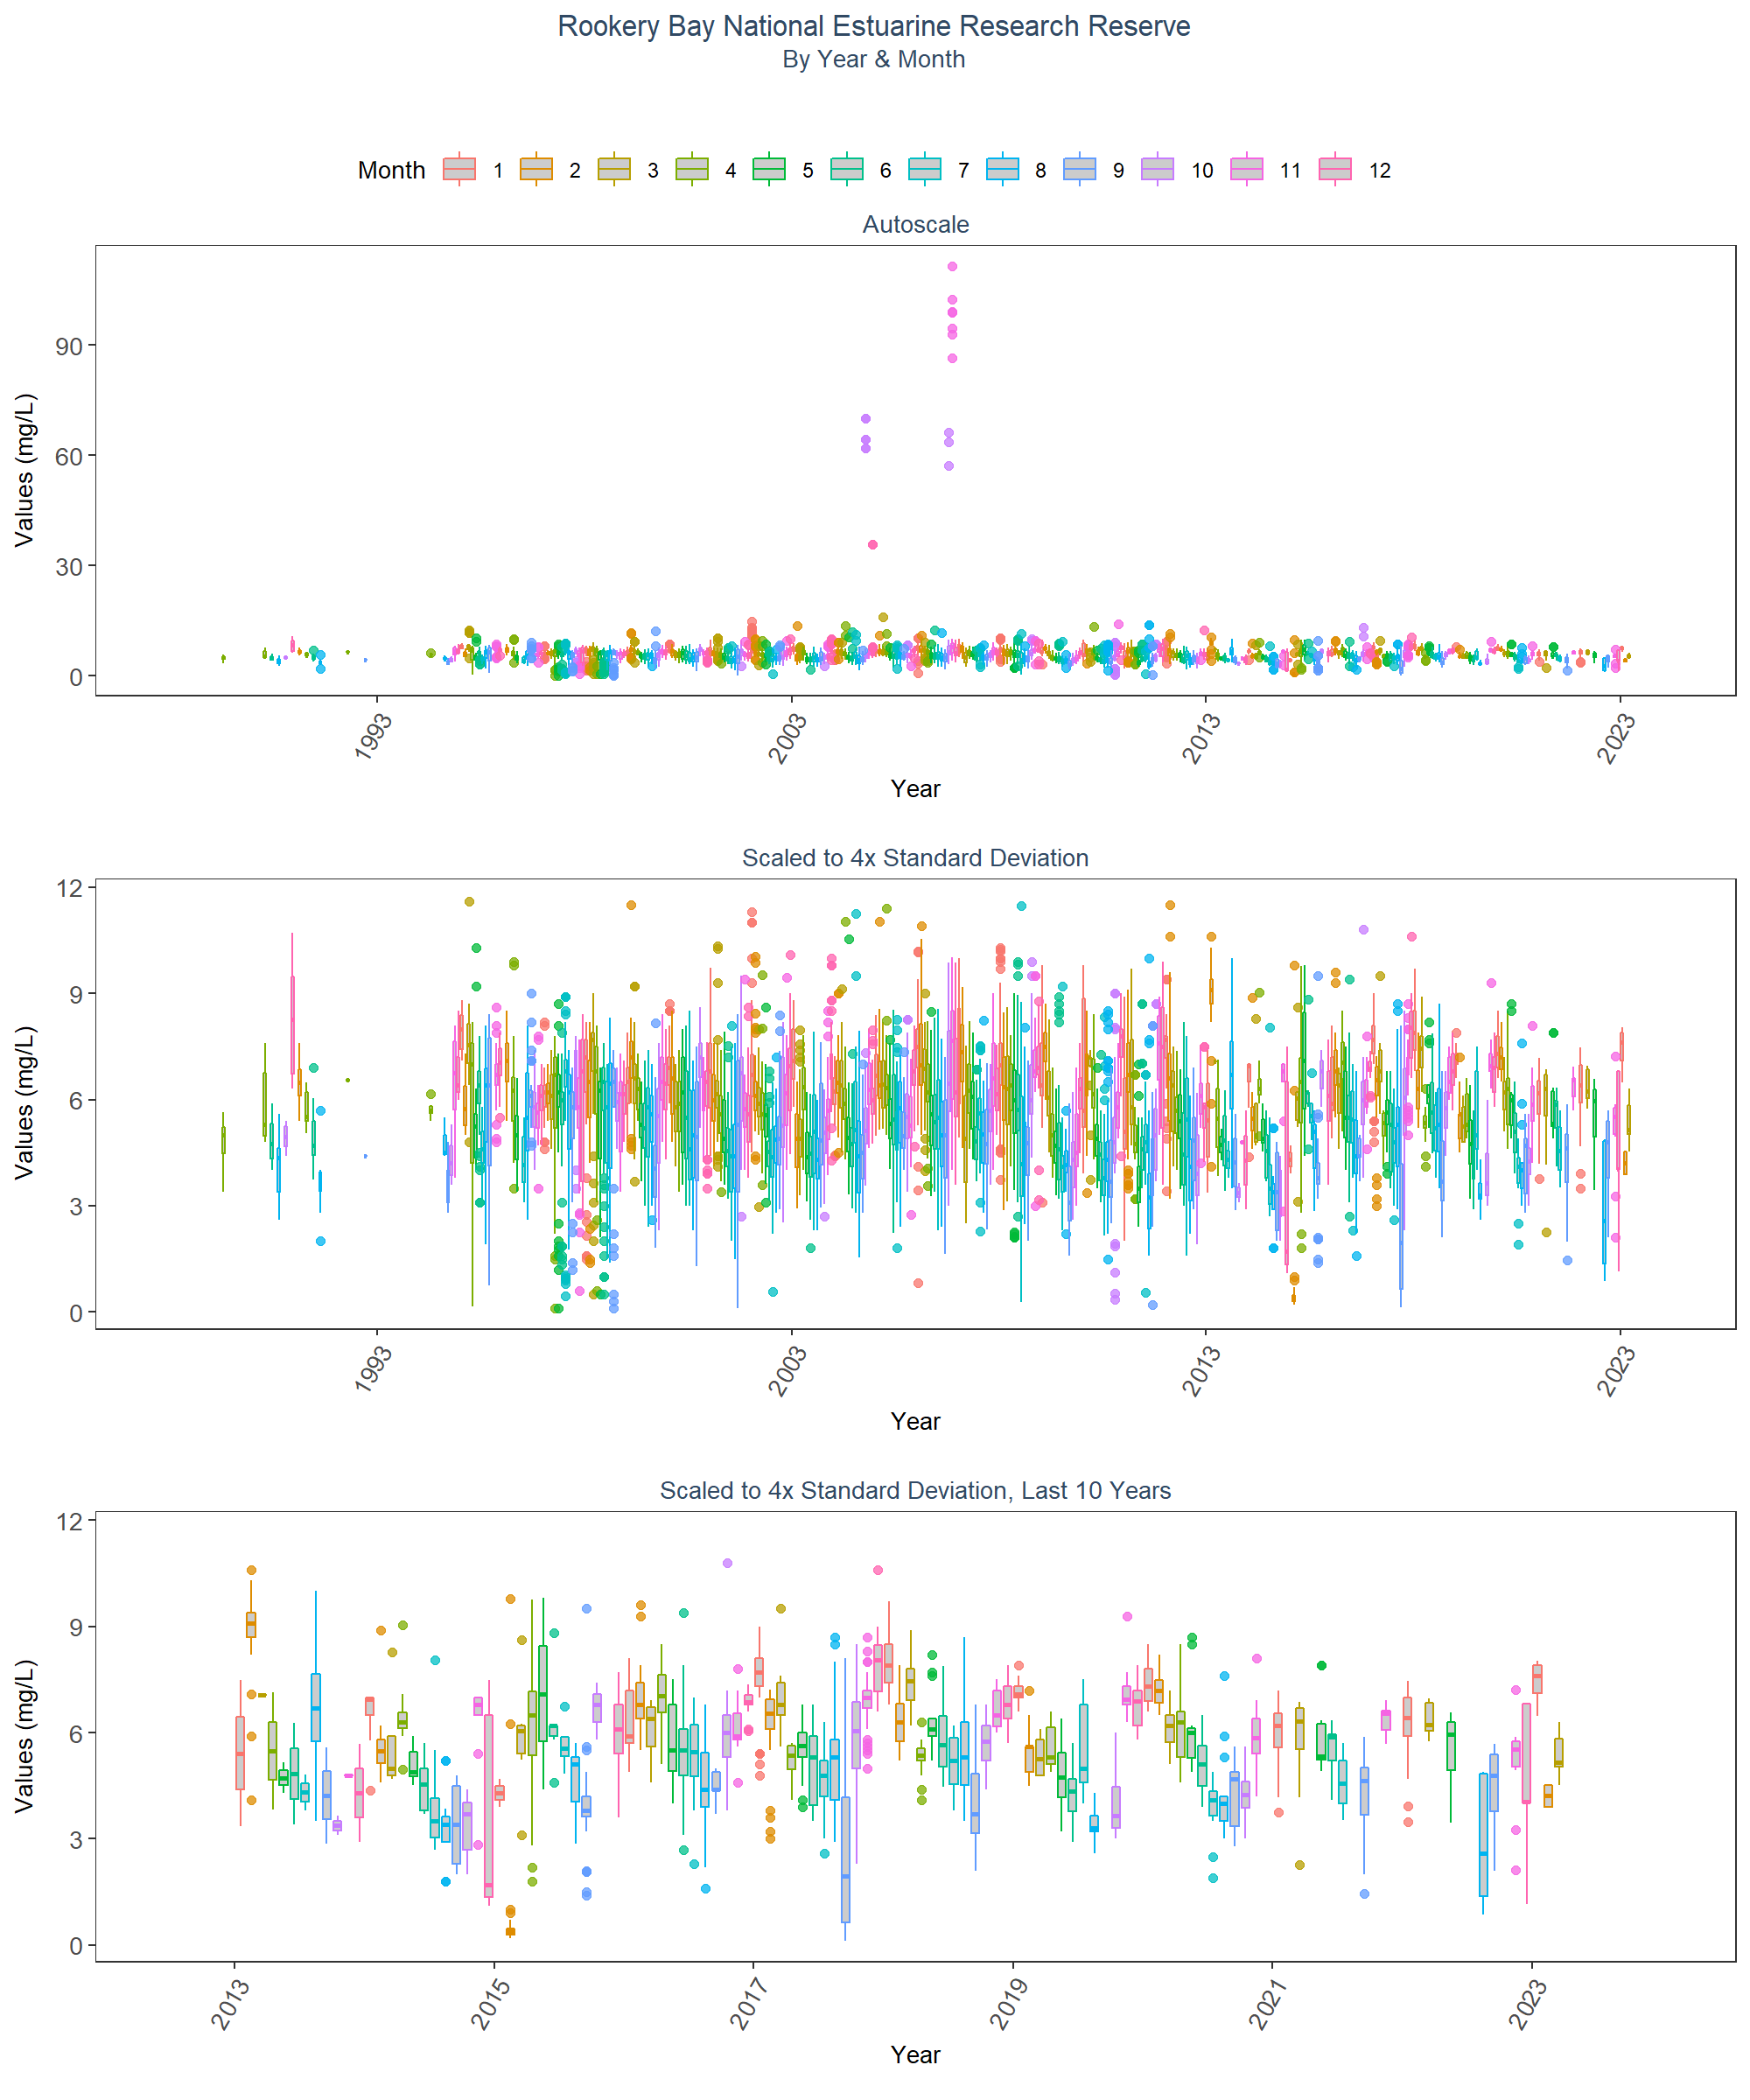 Rookery Bay National Estuarine Research Reserve
By Year & Month
Month 1 2 3 4 5 6 7 8 9 10 11 12
Autoscale
Values (mg/L)
90
60
30
0
1993 2003 2013 2023
Year
Scaled to 4x Standard Deviation
Values (mg/L)
12
9
6
3
0
1993 2003 2013 2023
Year
Scaled to 4x Standard Deviation, Last 10 Years
Values (mg/L)
12
9
6
3
0
2013 2015 2017 2019 2021 2023
Year